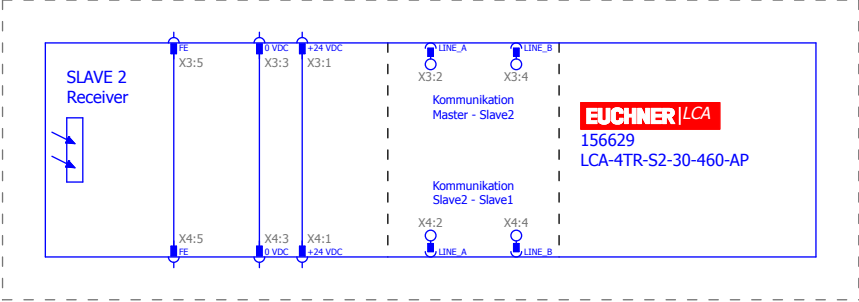 FE
0 VDC
+24 VDC
LINE_A
LINE_B
X3:5
X3:3
X3:1
X3:2
X3:4
SLAVE 2
Receiver
Kommunikation
Master - Slave2
EUCHNER LCA
156629
LCA-4TR-S2-30-460-AP
Kommunikation
Slave2 - Slave1
X4:5
X4:3
X4:1
X4:2
X4:4
FE
0 VDC
+24 VDC
LINE_A
LINE_B